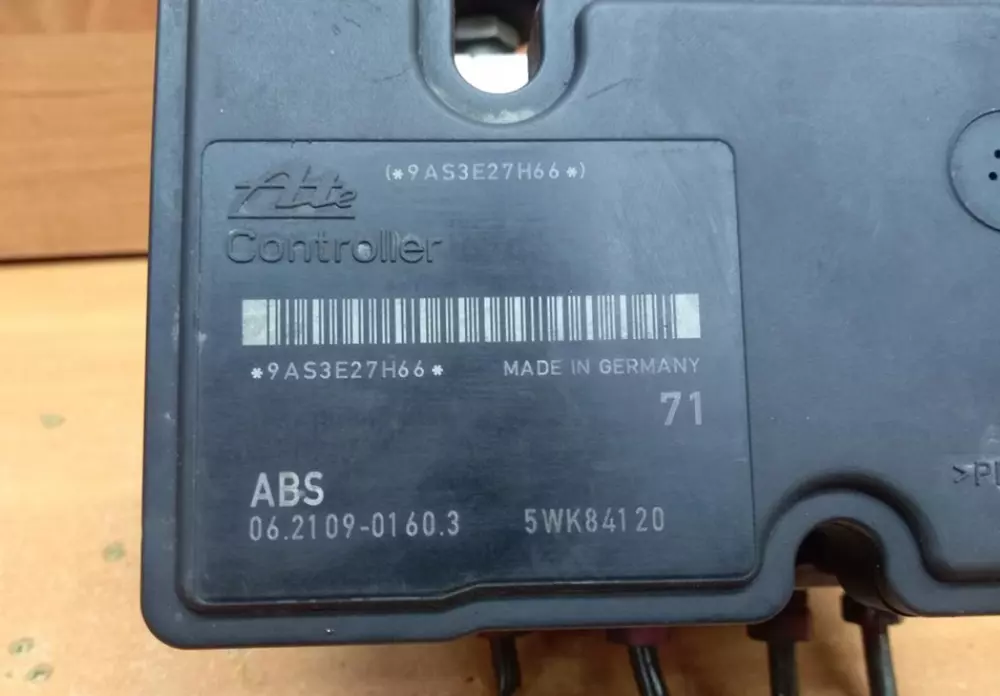 (*9AS3E27H66*)
Ate
Controller
*9AS3E27H66* MADE IN GERMANY
71
ABS
06.2109-0160.3 5WK84120